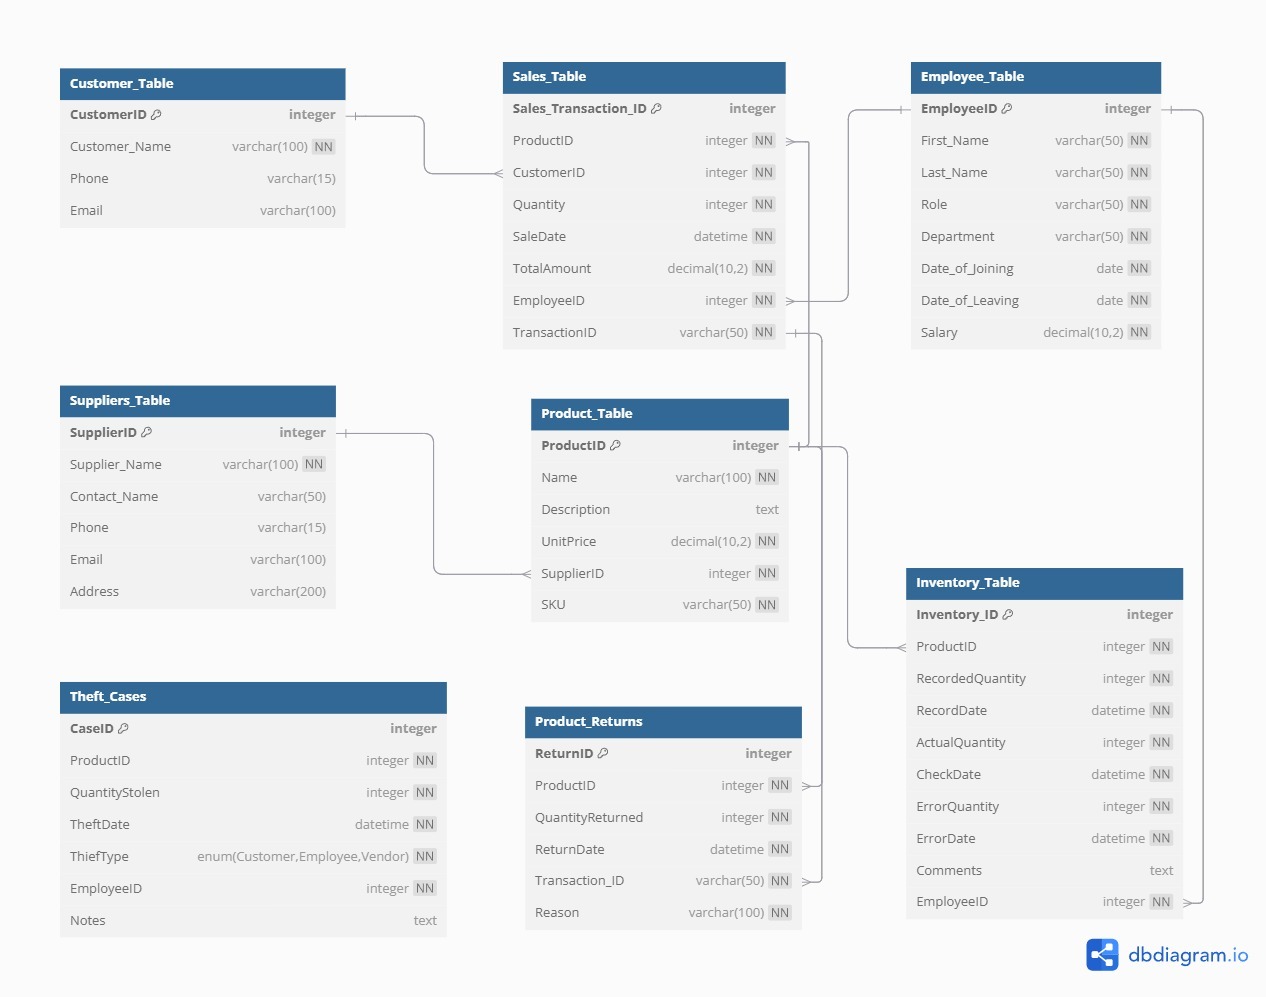 Customer_Table
CustomerID integer
Customer_Name varchar(100) NN
Phone varchar(15)
Email varchar(100)
Sales_Table
Sales_Transaction_ID integer
ProductID integer NN
CustomerID integer NN
Quantity integer NN
SaleDate datetime NN
TotalAmount decimal(10,2) NN
EmployeeID integer NN
TransactionID varchar(50) NN
Employee_Table
EmployeeID integer
First_Name varchar(50) NN
Last_Name varchar(50) NN
Role varchar(50) NN
Department varchar(50) NN
Date_of_Joining date NN
Date_of_Leaving date NN
Salary decimal(10,2) NN
Suppliers_Table
SupplierID integer
Supplier_Name varchar(100) NN
Contact_Name varchar(50)
Phone varchar(15)
Email varchar(100)
Address varchar(200)
Product_Table
ProductID integer
Name varchar(100) NN
Description text
UnitPrice decimal(10,2) NN
SupplierID integer NN
SKU varchar(50) NN
Inventory_Table
Inventory_ID integer
ProductID integer NN
RecordedQuantity integer NN
RecordDate datetime NN
ActualQuantity integer NN
CheckDate datetime NN
ErrorQuantity integer NN
ErrorDate datetime NN
Comments text
EmployeeID integer NN
Theft_Cases
CaseID integer
ProductID integer NN
QuantityStolen integer NN
TheftDate datetime NN
ThiefType enum(Customer,Employee,Vendor) NN
EmployeeID integer NN
Notes text
Product_Returns
ReturnID integer
ProductID integer NN
QuantityReturned integer NN
ReturnDate datetime NN
Transaction_ID varchar(50) NN
Reason varchar(100) NN
dbdiagram.io